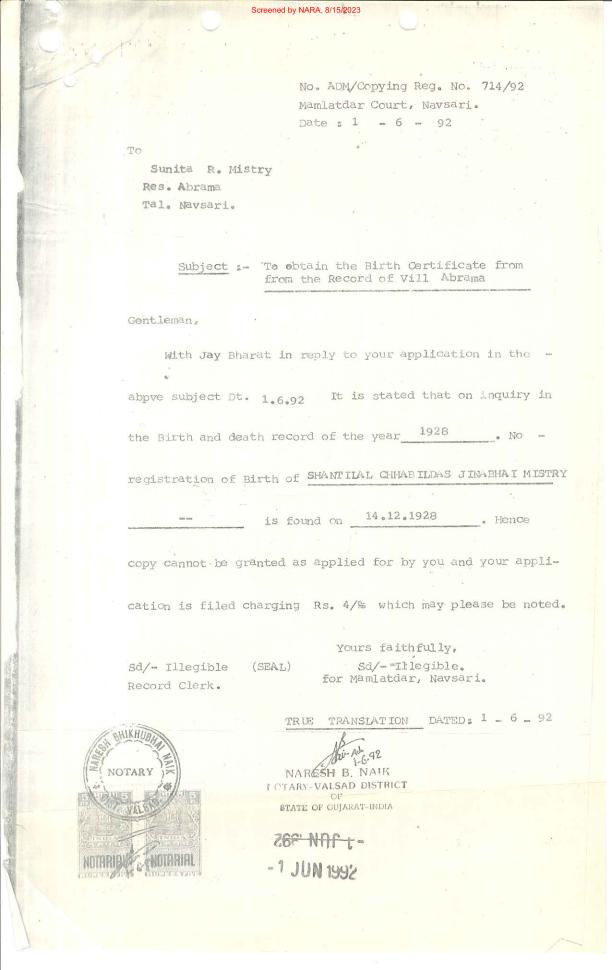 Screened by NARA, 8/15/2023
No. ADM/Copying Reg. No. 714/92
Mamlatdar Court, Navsari.
Date : 1 - 6 - 92
To
Sunita R. Mistry
Res. Abrama
Tal. Navsari.
Subject :- To obtain the Birth Certificate from
from the Record of Vill Abrama
Gentleman,
With Jay Bharat in reply to your application in the -
abpve subject Dt. 1.6.92 It is stated that on inquiry in
the Birth and death record of the year 1928 . No -
registration of Birth of SHANTILAL CHHABILDAS JINABHAI MISTRY
-- is found on 14.12.1928 . Hence
copy cannot be granted as applied for by you and your appli-
cation is filed charging Rs. 4/- which may please be noted.
Yours faithfully,
Sd/- Illegible (SEAL) Sd/- Illegible.
Record Clerk. for Mamlatdar, Navsari.
TRUE TRANSLATION DATED: 1 - 6 - 92
1-6-92
NARESH BHIKHUBHAI NAIK
NOTARY
VALSAD
NARESH B. NAIK
NOTARY-VALSAD DISTRICT
OF
STATE OF GUJARAT-INDIA
NOTARIAL NOTARIAL
-1 JUN 1992